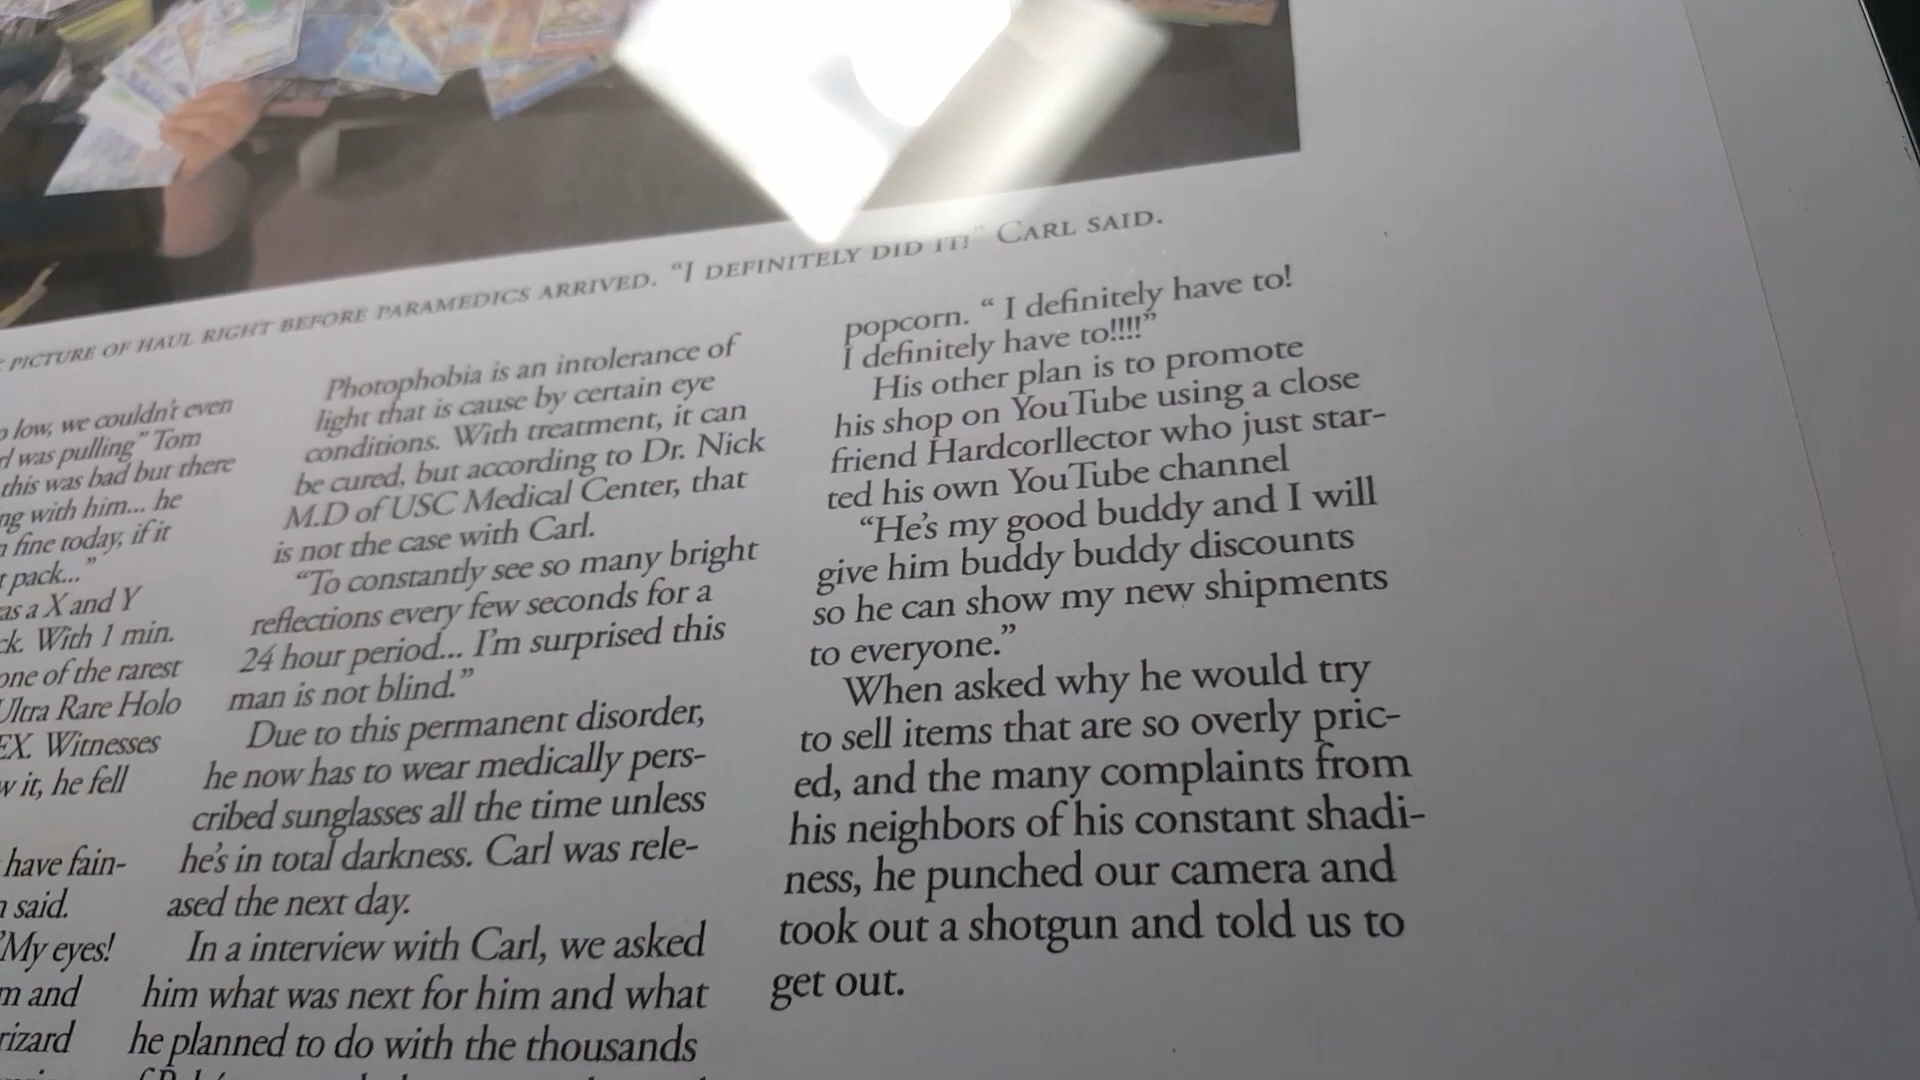 PICTURE OF HAUL RIGHT BEFORE PARAMEDICS ARRIVED. “I DEFINITELY DID IT!” CARL SAID.
low, we couldn't even
was pulling” Tom
this was bad but there
with him... he
fine today, if it
pack...”
as a X and Y
With 1 min.
one of the rarest
Ultra Rare Holo
EX. Witnesses
it, he fell
have fain-
said.
“My eyes!
and
Photophobia is an intolerance of
light that is cause by certain eye
conditions. With treatment, it can
be cured, but according to Dr. Nick
M.D of USC Medical Center, that
is not the case with Carl.
“To constantly see so many bright
reflections every few seconds for a
24 hour period... I'm surprised this
man is not blind.”
Due to this permanent disorder,
he now has to wear medically pers-
cribed sunglasses all the time unless
he's in total darkness. Carl was rele-
ased the next day.
In a interview with Carl, we asked
him what was next for him and what
he planned to do with the thousands
popcorn. “ I definitely have to!
I definitely have to!!!!”
His other plan is to promote
his shop on YouTube using a close
friend Hardcorllector who just star-
ted his own YouTube channel
“He's my good buddy and I will
give him buddy buddy discounts
so he can show my new shipments
to everyone.”
When asked why he would try
to sell items that are so overly pric-
ed, and the many complaints from
his neighbors of his constant shadi-
ness, he punched our camera and
took out a shotgun and told us to
get out.